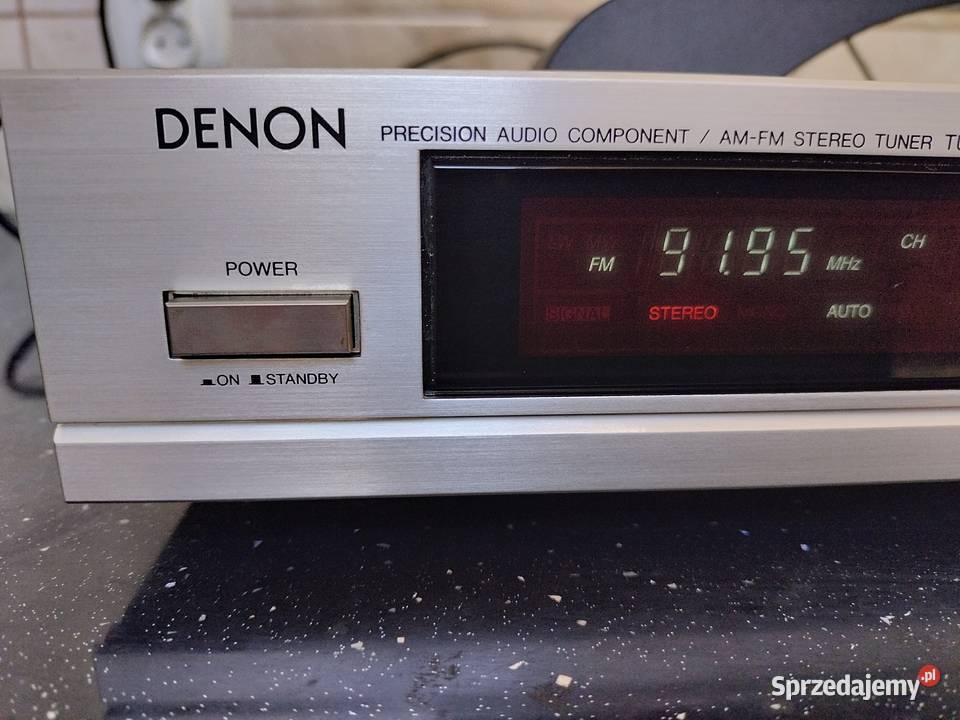 DENON PRECISION AUDIO COMPONENT / AM-FM STEREO TUNER
POWER
ON STANDBY
CH
FM 91.95 MHz
SIGNAL STEREO AUTO
Sprzedajemy.pl